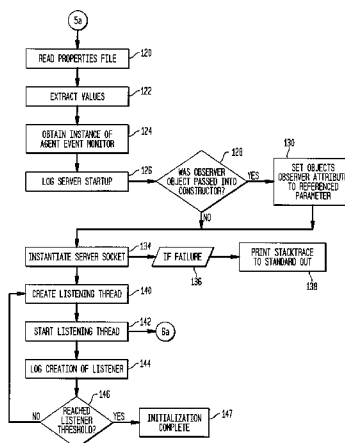 5a
READ PROPERTIES FILE
120
EXTRACT VALUES
122
OBTAIN INSTANCE OF
AGENT EVENT MONITOR
124
LOG SERVER STARTUP
126
WAS OBSERVER
OBJECT PASSED INTO
CONSTRUCTOR?
128
YES
NO
130
SET OBJECTS
OBSERVER ATTRIBUTE
TO REFERENCED
PARAMETER
INSTANTIATE SERVER SOCKET
134
IF FAILURE
136
PRINT STACKTRACE
TO STANDARD OUT
138
CREATE LISTENING THREAD
140
START LISTENING THREAD
142
6a
LOG CREATION OF LISTENER
144
REACHED
LISTENER
THRESHOLD?
146
NO
YES
INITIALIZATION
COMPLETE
147